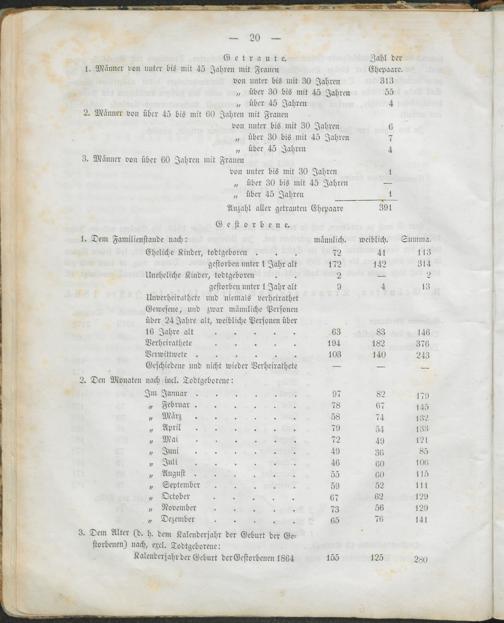 — 20 —
Getraute. Zahl der
1. Männer von unter bis mit 45 Jahren mit Frauen Ehepaare.
von unter bis mit 30 Jahren 313
„ über 30 bis mit 45 Jahren 55
„ über 45 Jahren 4
2. Männer von über 45 bis mit 60 Jahren mit Frauen
von unter bis mit 30 Jahren 6
„ über 30 bis mit 45 Jahren 7
„ über 45 Jahren 4
3. Männer von über 60 Jahren mit Frauen
von unter bis mit 30 Jahren 1
„ über 30 bis mit 45 Jahren —
„ über 45 Jahren 1
Anzahl aller getrauten Ehepaare 391
Gestorbene.
1. Dem Familienstande nach: männlich. weiblich. Summa.
Eheliche Kinder, todtgeboren . . . 72 41 113
gestorben unter 1 Jahr alt 172 142 314
Uneheliche Kinder, todtgeboren . . 2 — 2
gestorben unter 1 Jahr alt 9 4 13
Unverheirathete und niemals verheirathet
Gewesene, und zwar männliche Personen
über 24 Jahre alt, weibliche Personen über
16 Jahre alt . . . . . 63 83 146
Verheirathete . . . . . 194 182 376
Verwittwete . . . . . . 103 140 243
Geschiedene und nicht wieder Verheirathete — — —
2. Den Monaten nach incl. Todtgeborene:
Im Januar . . . . . . 97 82 179
„ Februar . . . . . . 78 67 145
„ März . . . . . . 58 74 132
„ April . . . . . . 79 54 133
„ Mai . . . . . . 72 49 121
„ Juni . . . . . . 49 36 85
„ Juli . . . . . . 46 60 106
„ August . . . . . . 55 60 115
„ September . . . . . 59 52 111
„ October . . . . . 67 62 129
„ November . . . . . 73 56 129
„ Dezember . . . . . 65 76 141
3. Dem Alter (d. h. dem Kalenderjahr der Geburt der Ge-
storbenen) nach, excl. Todtgeborene:
Kalenderjahr der Geburt der Gestorbenen 1864 155 125 280